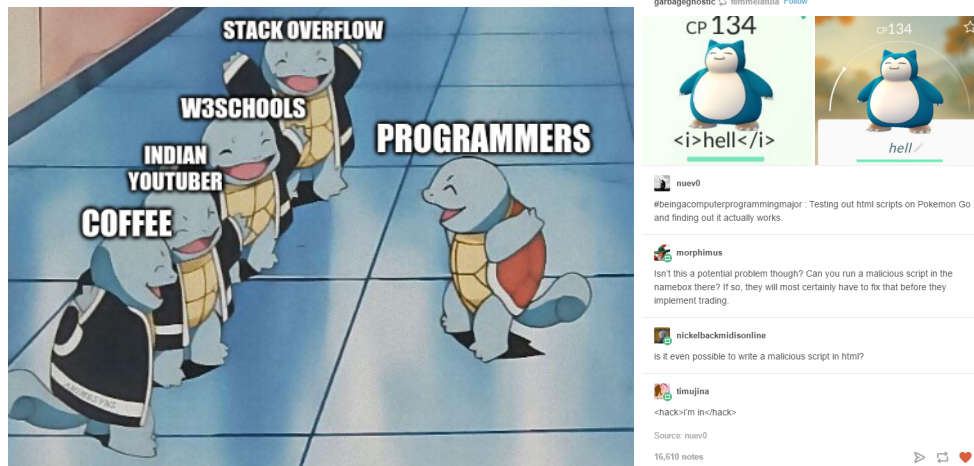 STACK OVERFLOW
W3SCHOOLS
INDIAN
YOUTUBER
COFFEE
PROGRAMMERS
garbagegnostic femmelatula Follow
CP 134
<i>hell</i>
CP134
hell
nuev0
#beingacomputerprogrammingmajor : Testing out html scripts on Pokemon Go
and finding out it actually works.
morphimus
Isn't this a potential problem though? Can you run a malicious script in the
namebox there? If so, they will most certainly have to fix that before they
implement trading.
nickelbackmidisonline
is it even possible to write a malicious script in html?
timujina
<hack>i'm in</hack>
Source: nuev0
16,610 notes